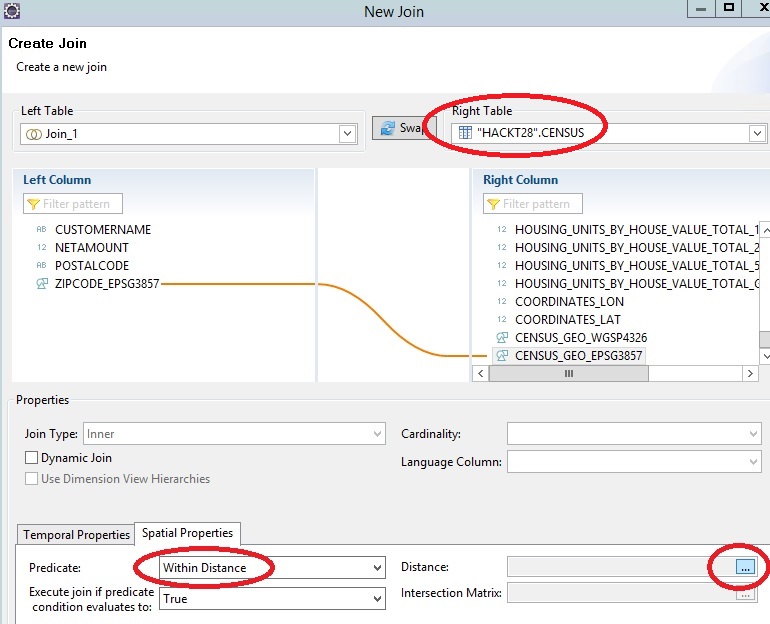 New Join
Create Join
Create a new join
Left Table
Join_1
Swap
Right Table
"HACKT28".CENSUS
Left Column
Filter pattern
AB CUSTOMERNAME
12 NETAMOUNT
AB POSTALCODE
ZIPCODE_EPSG3857
Right Column
Filter pattern
12 HOUSING_UNITS_BY_HOUSE_VALUE_TOTAL_1
12 HOUSING_UNITS_BY_HOUSE_VALUE_TOTAL_2
12 HOUSING_UNITS_BY_HOUSE_VALUE_TOTAL_5
12 HOUSING_UNITS_BY_HOUSE_VALUE_TOTAL_G
12 COORDINATES_LON
12 COORDINATES_LAT
CENSUS_GEO_WGSP4326
CENSUS_GEO_EPSG3857
Properties
Join Type: Inner
Cardinality:
Dynamic Join
Language Column:
Use Dimension View Hierarchies
Temporal Properties
Spatial Properties
Predicate: Within Distance
Distance: ...
Execute join if predicate
condition evaluates to: True
Intersection Matrix: ...